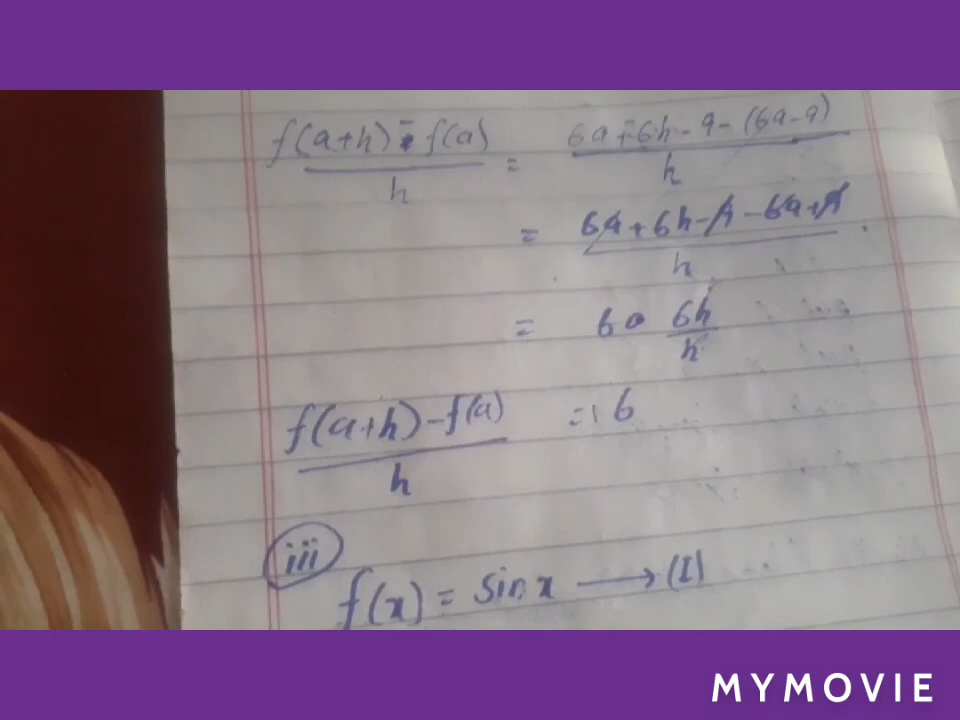 f(a+h) - f(a) / h = 6a + 6h - 9 - (6a - 9) / h
= 6a + 6h - 9 - 6a + 9 / h
= 6h / h
f(a+h) - f(a) / h = 6
iii
f(x) = sin x → (I)
MYMOVIE